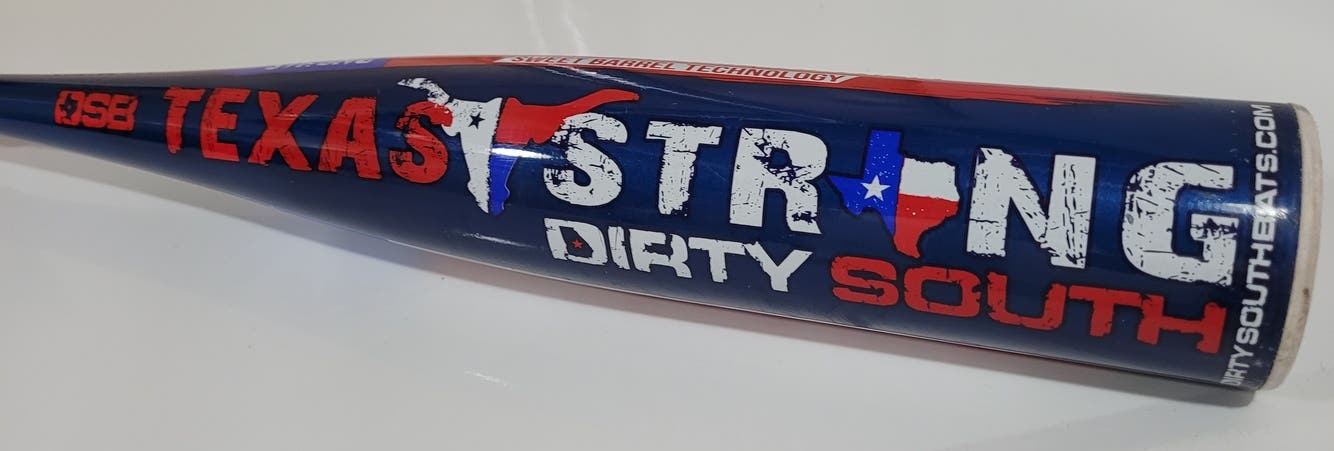 SWEET BARREL TECHNOLOGY
DSB TEXAS STRONG
DIRTY SOUTH
DIRTYSOUTHBATS.COM